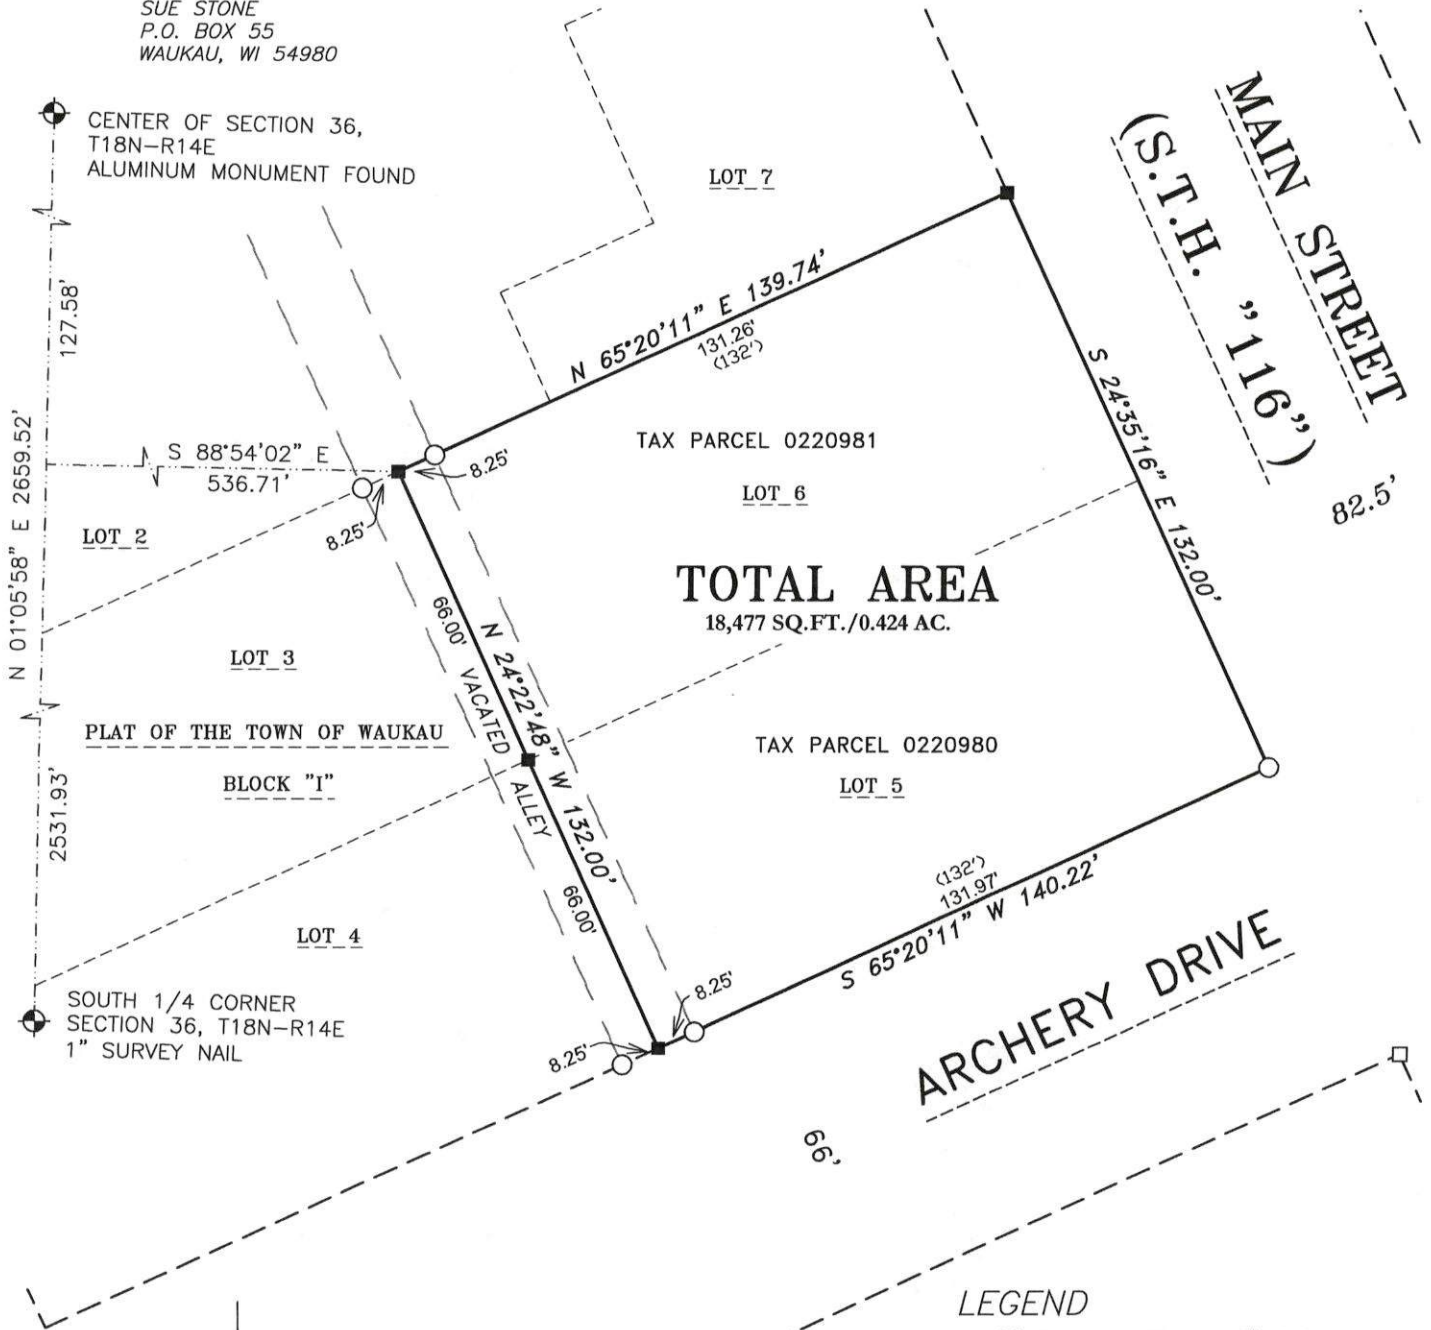 SUE STONE
P.O. BOX 55
WAUKAU, WI 54980
CENTER OF SECTION 36,
T18N-R14E
ALUMINUM MONUMENT FOUND
LOT 7
MAIN STREET
(S.T.H. "116")
82.5'
127.58'
N 01°05'58" E 2659.52'
2531.93'
N 65°20'11" E 139.74'
131.26'
(132')
S 88°54'02" E
536.71'
8.25'
8.25'
S 24°35'16" E 132.00'
TAX PARCEL 0220981
LOT 6
TOTAL AREA
18,477 SQ.FT./0.424 AC.
LOT 2
LOT 3
PLAT OF THE TOWN OF WAUKAU
BLOCK "I"
LOT 4
66.00'
VACATED ALLEY
N 24°22'48" W 132.00'
66.00'
TAX PARCEL 0220980
LOT 5
(132')
131.97'
S 65°20'11" W 140.22'
8.25'
8.25'
SOUTH 1/4 CORNER
SECTION 36, T18N-R14E
1" SURVEY NAIL
ARCHERY DRIVE
66'
LEGEND